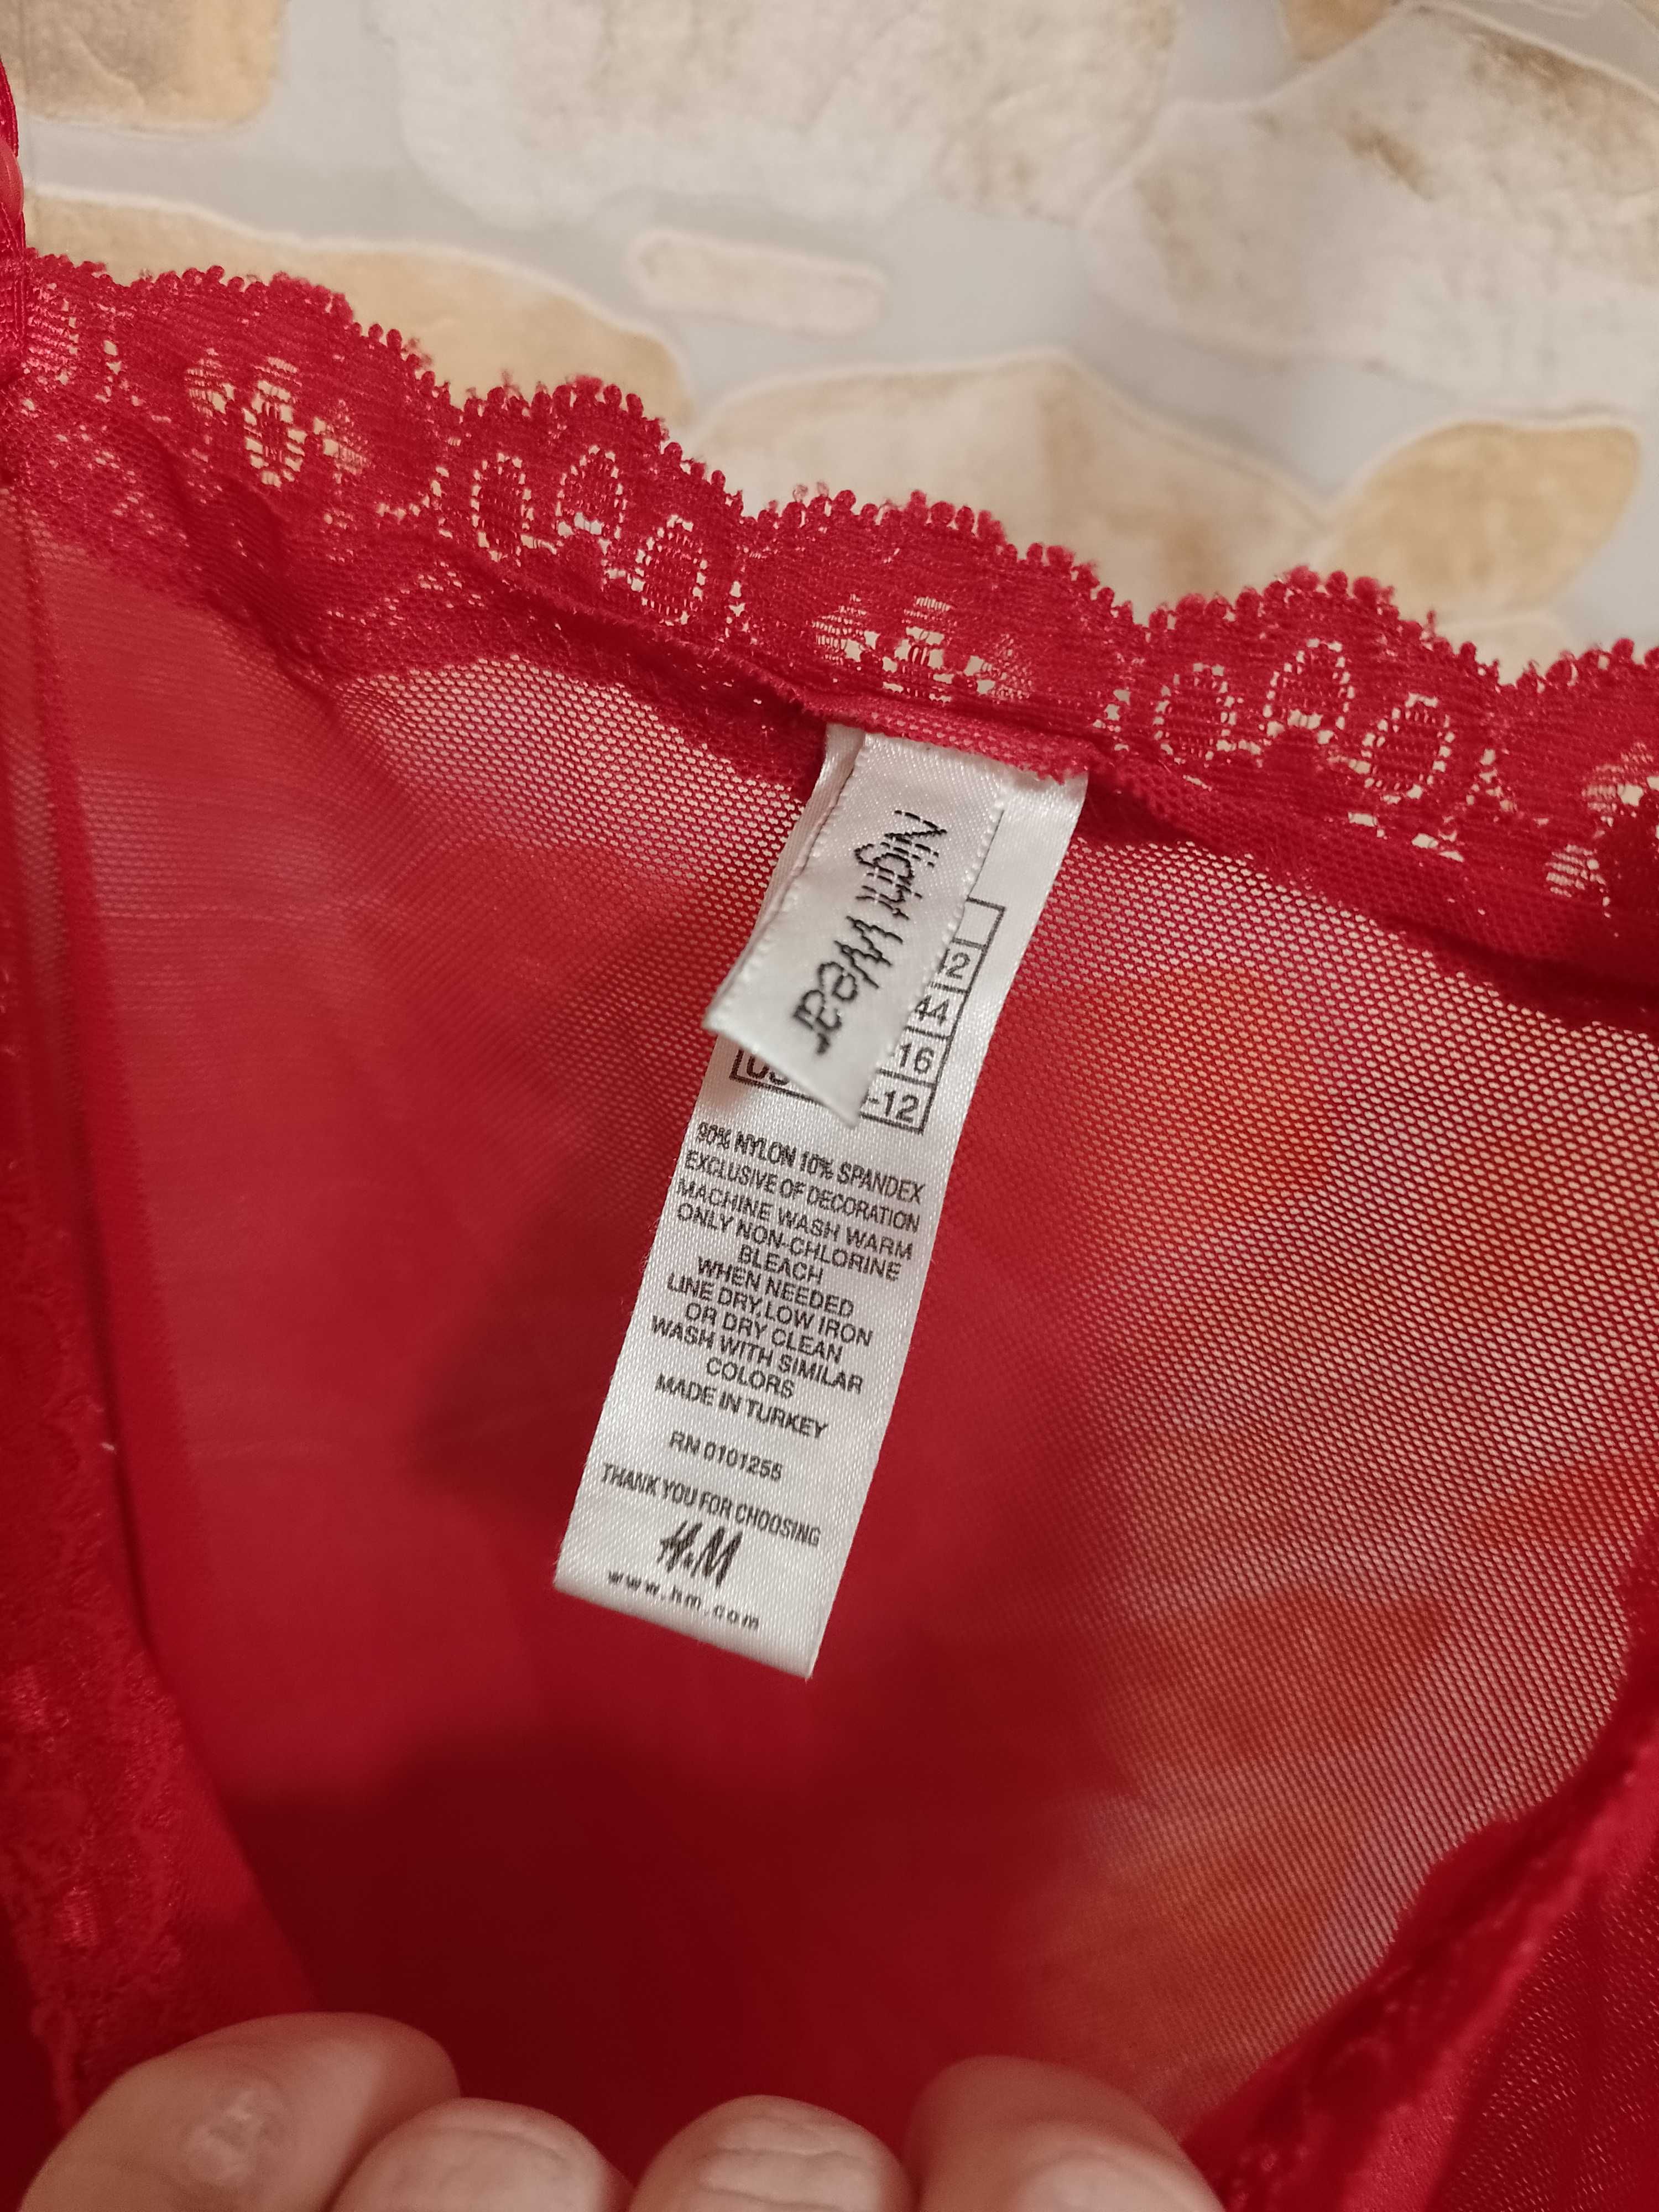 Night Wear
42
44
16
-12
90% NYLON 10% SPANDEX
EXCLUSIVE OF DECORATION
MACHINE WASH WARM
ONLY NON-CHLORINE
BLEACH
WHEN NEEDED
LINE DRY,LOW IRON
OR DRY CLEAN
WASH WITH SIMILAR
COLORS
MADE IN TURKEY
RN 0101255
THANK YOU FOR CHOOSING
H&M
www.hm.com